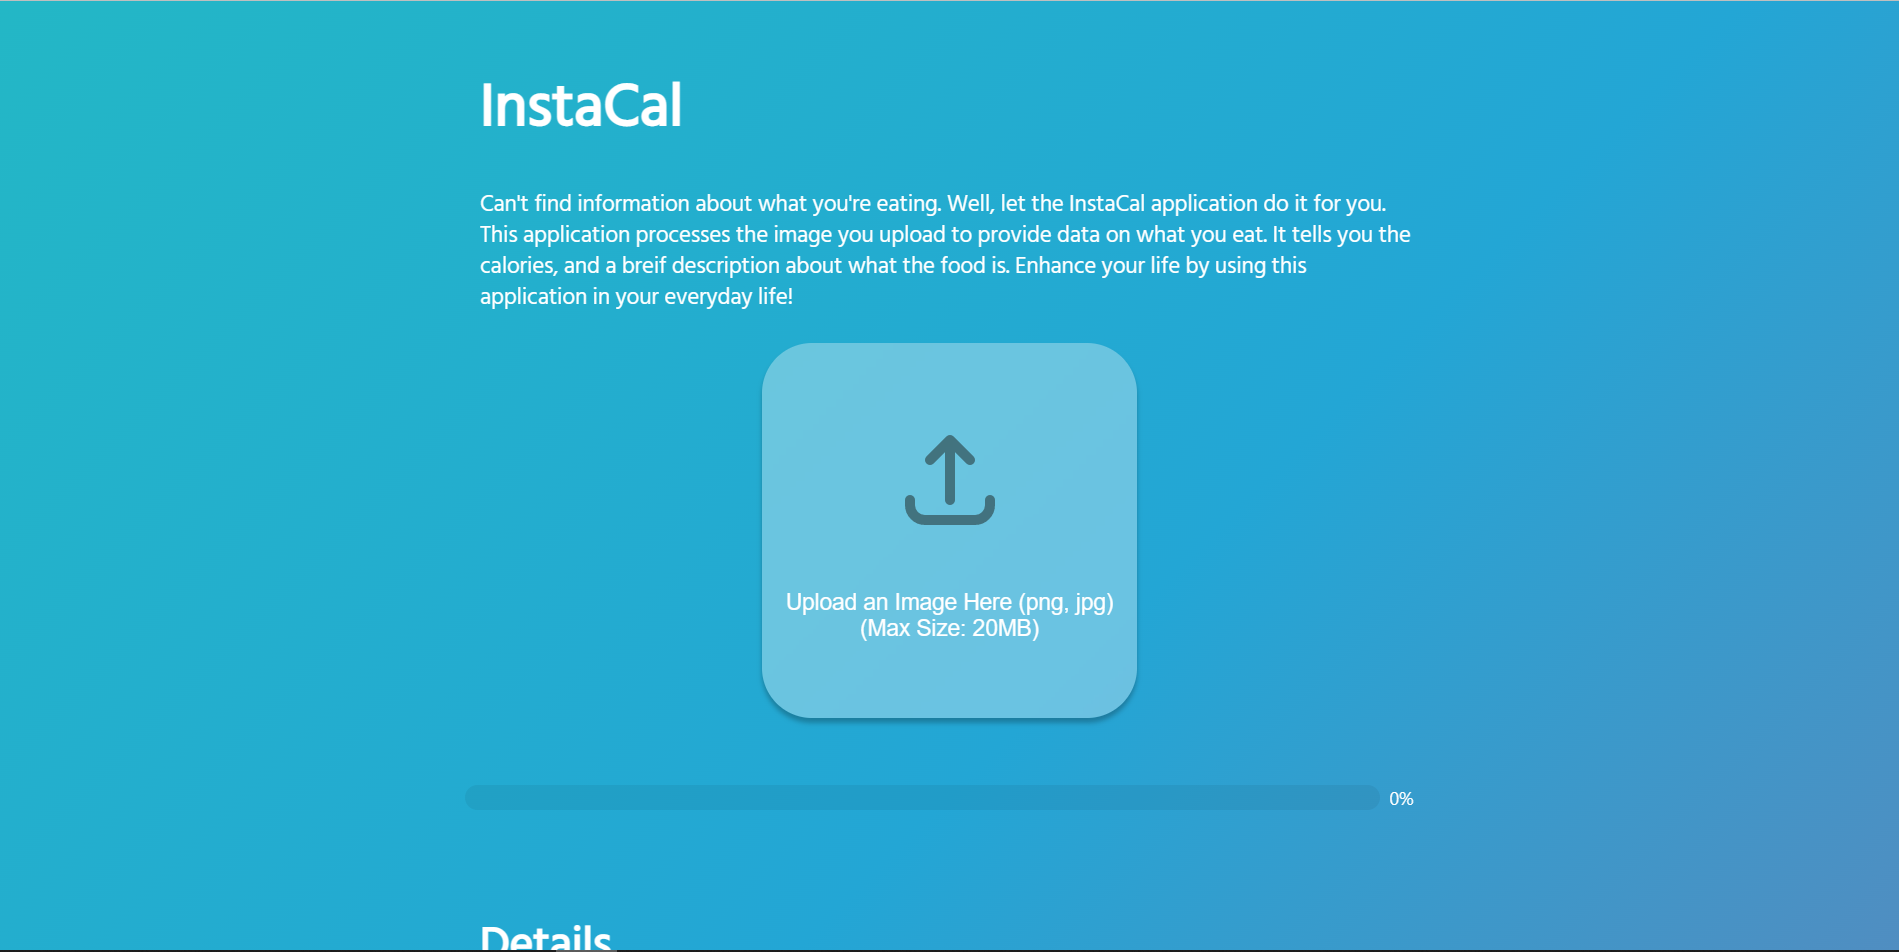 InstaCal
Can't find information about what you're eating. Well, let the InstaCal application do it for you.
This application processes the image you upload to provide data on what you eat. It tells you the
calories, and a breif description about what the food is. Enhance your life by using this
application in your everyday life!
Upload an Image Here (png, jpg)
(Max Size: 20MB)
0%
Details